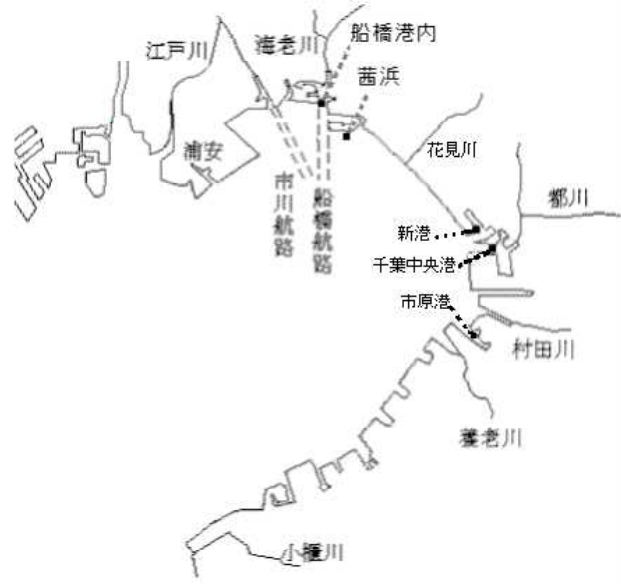 船橋港内
海老川
江戸川
茜浜
浦安
花見川
市川航路
船橋航路
都川
新港
千葉中央港
市原港
村田川
養老川
小櫃川